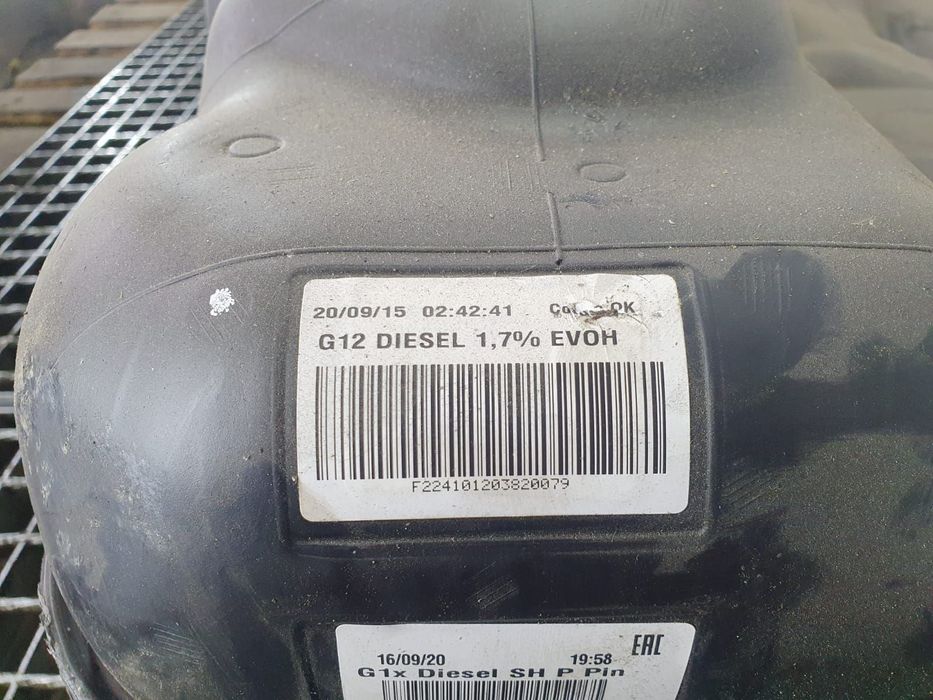 20/09/15 02:42:41 OK
G12 DIESEL 1,7% EVOH
F224101203820079
EAC
16/09/20 19:58
G1x Diesel SH P Pin